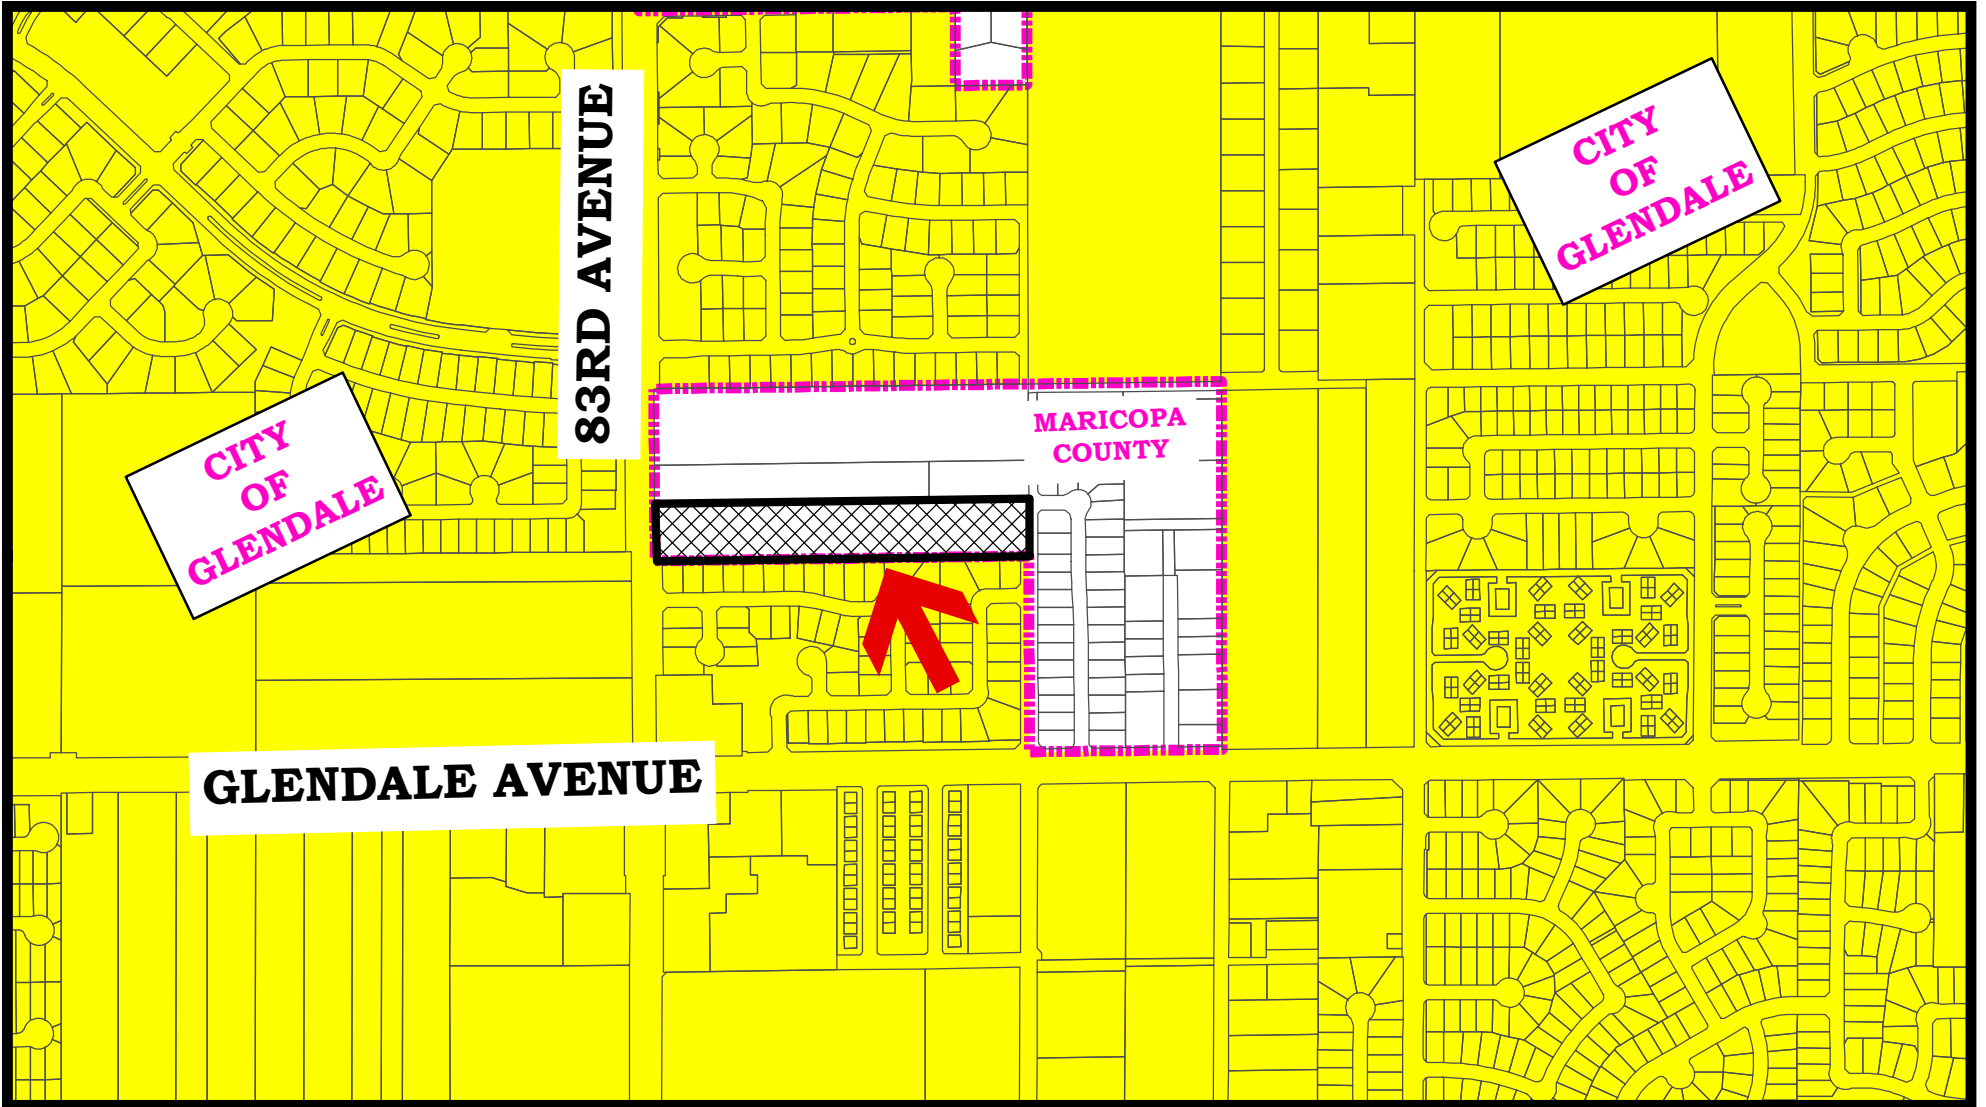 83RD AVENUE
CITY
OF
GLENDALE
CITY
OF
GLENDALE
MARICOPA
COUNTY
GLENDALE AVENUE